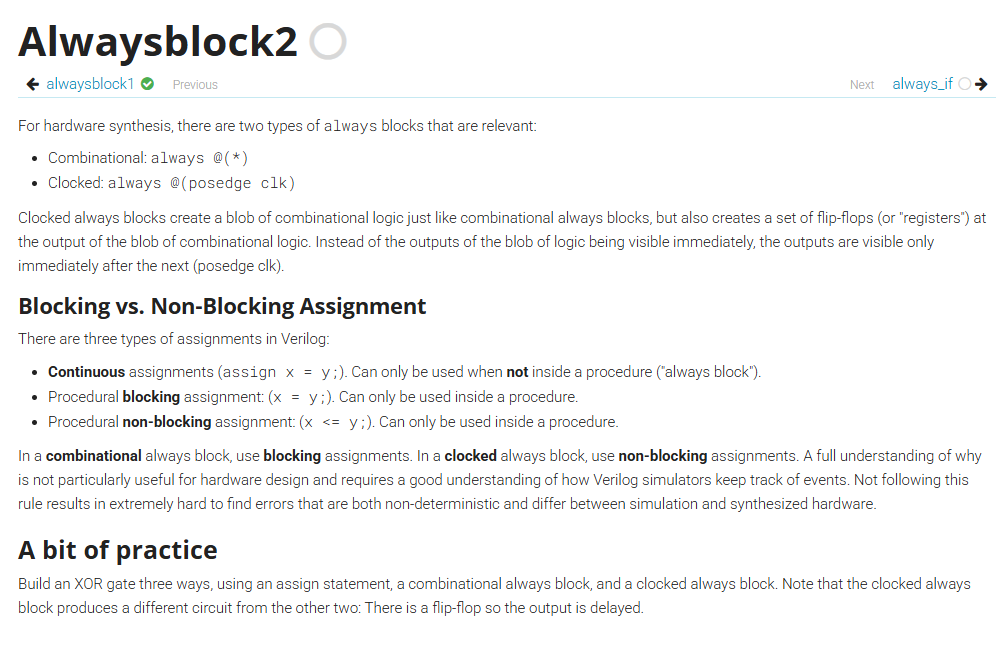 Alwaysblock2
alwaysblock1 Previous Next always_if
For hardware synthesis, there are two types of always blocks that are relevant:
• Combinational: always @(*)
• Clocked: always @(posedge clk)
Clocked always blocks create a blob of combinational logic just like combinational always blocks, but also creates a set of flip-flops (or "registers") at
the output of the blob of combinational logic. Instead of the outputs of the blob of logic being visible immediately, the outputs are visible only
immediately after the next (posedge clk).
Blocking vs. Non-Blocking Assignment
There are three types of assignments in Verilog:
• Continuous assignments (assign x = y;). Can only be used when not inside a procedure ("always block").
• Procedural blocking assignment: (x = y;). Can only be used inside a procedure.
• Procedural non-blocking assignment: (x <= y;). Can only be used inside a procedure.
In a combinational always block, use blocking assignments. In a clocked always block, use non-blocking assignments. A full understanding of why
is not particularly useful for hardware design and requires a good understanding of how Verilog simulators keep track of events. Not following this
rule results in extremely hard to find errors that are both non-deterministic and differ between simulation and synthesized hardware.
A bit of practice
Build an XOR gate three ways, using an assign statement, a combinational always block, and a clocked always block. Note that the clocked always
block produces a different circuit from the other two: There is a flip-flop so the output is delayed.